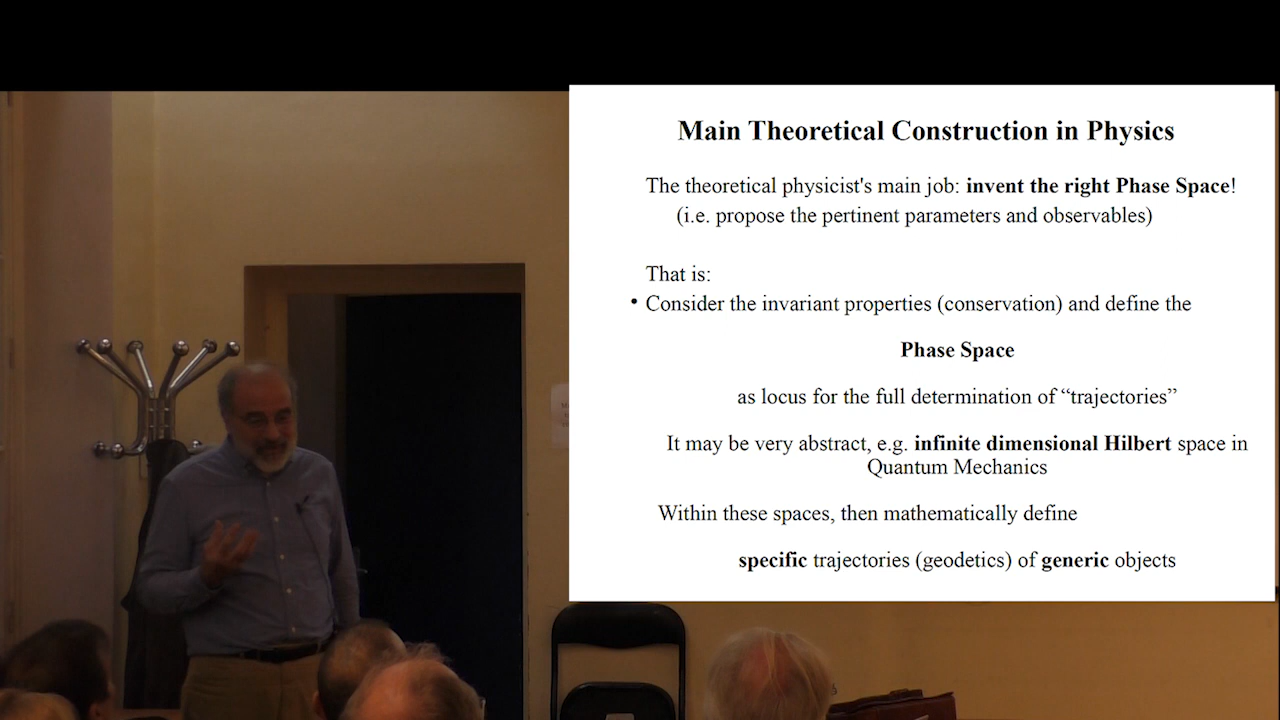 Main Theoretical Construction in Physics
The theoretical physicist's main job: invent the right Phase Space!
(i.e. propose the pertinent parameters and observables)
That is:
• Consider the invariant properties (conservation) and define the
Phase Space
as locus for the full determination of “trajectories”
It may be very abstract, e.g. infinite dimensional Hilbert space in
Quantum Mechanics
Within these spaces, then mathematically define
specific trajectories (geodetics) of generic objects